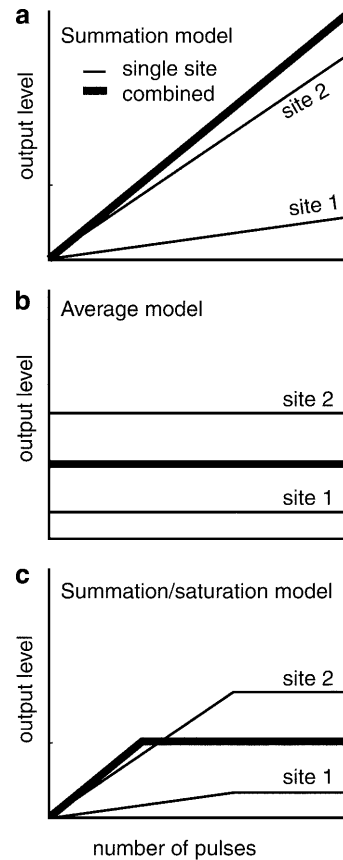 a
Summation model
single site
combined
output level
site 2
site 1
b
Average model
output level
site 2
site 1
c
Summation/saturation model
output level
site 2
site 1
number of pulses